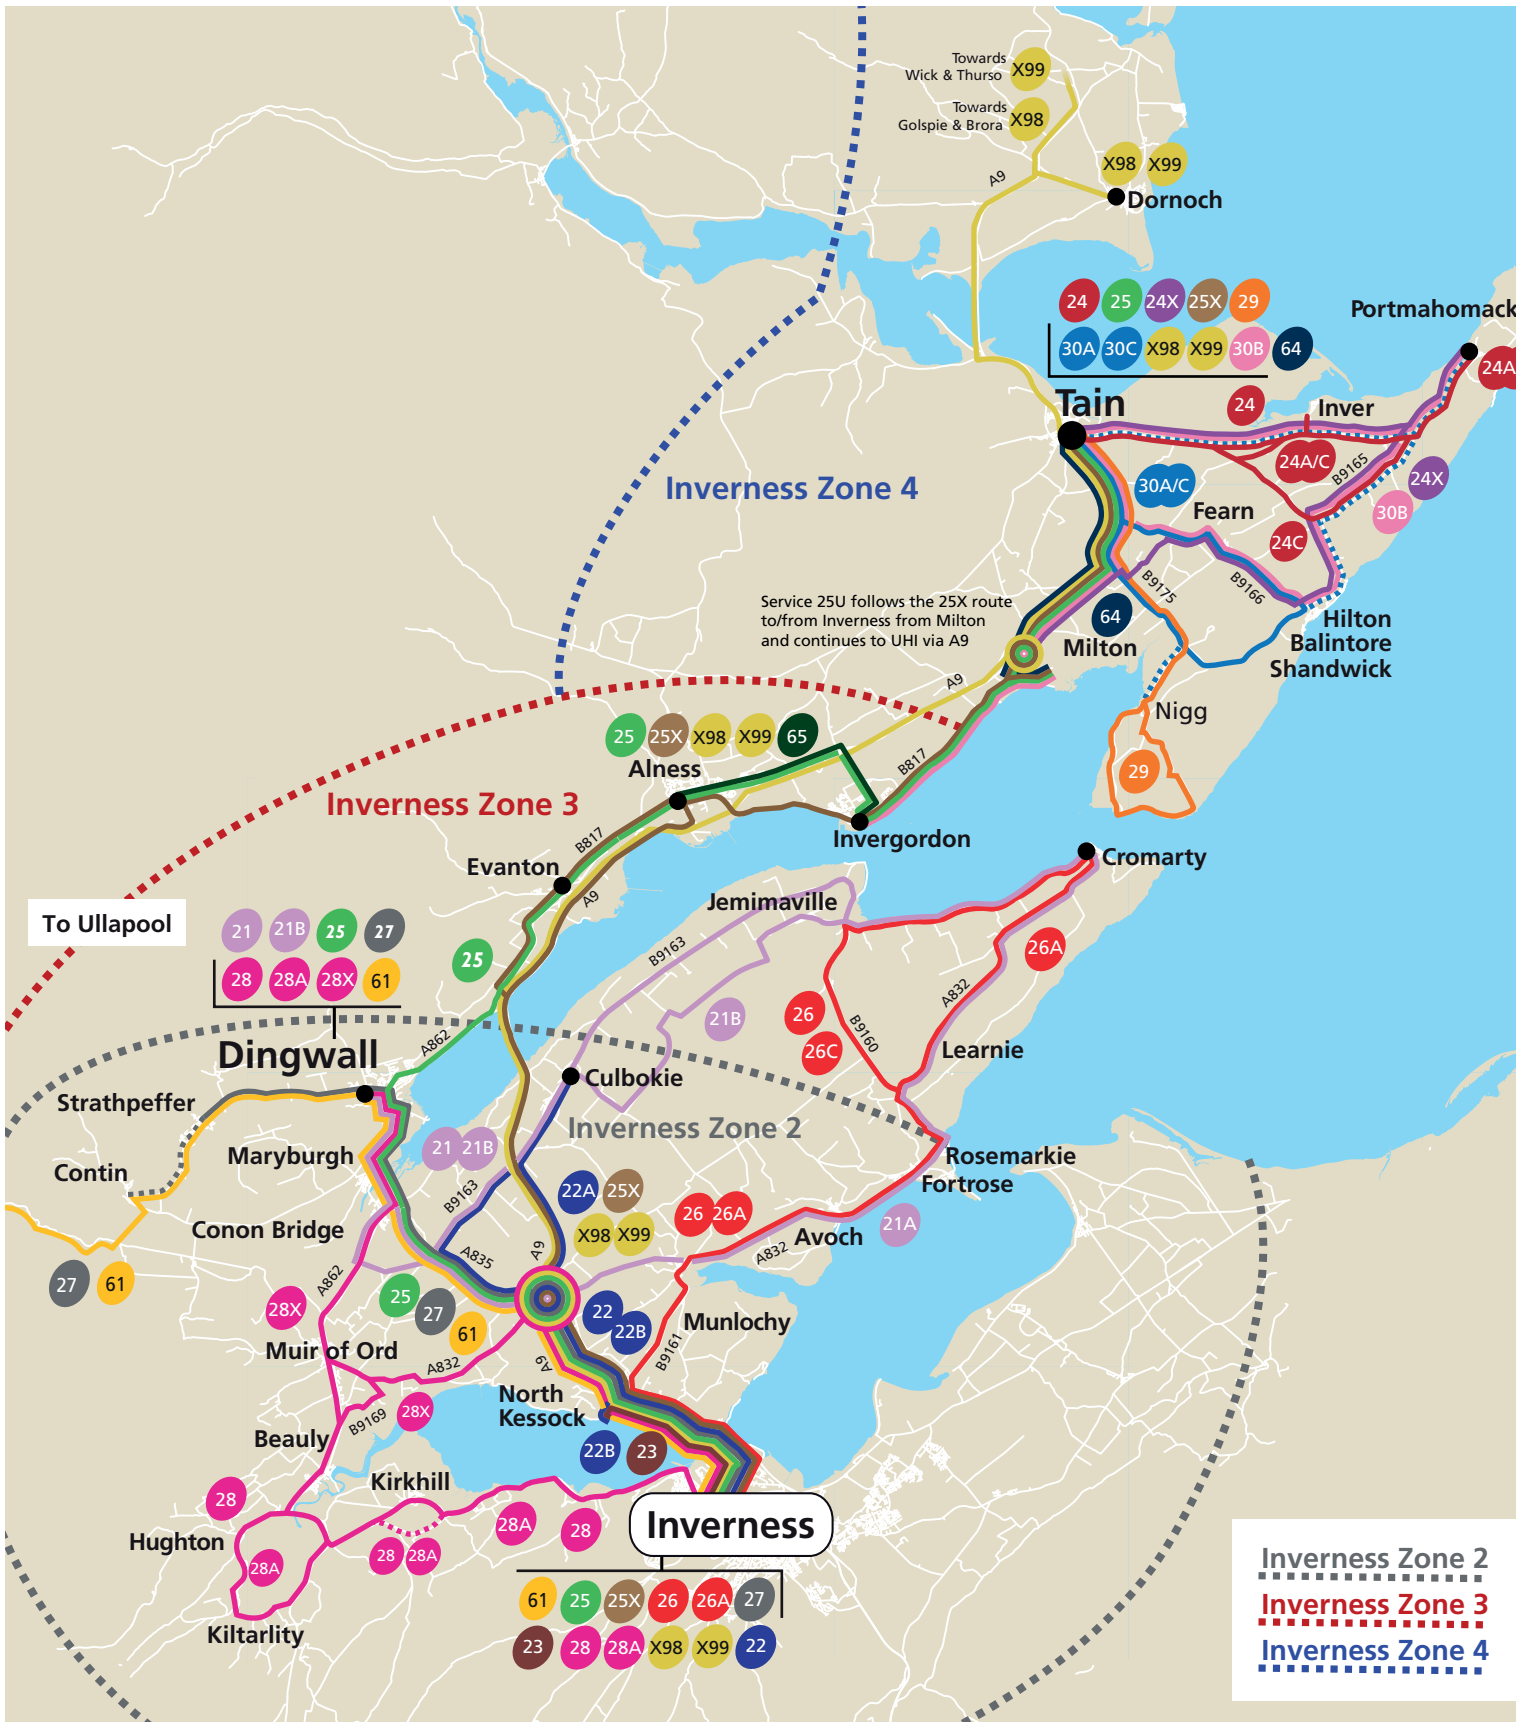 Towards
Wick & Thurso
X99
Towards
Golspie & Brora
X98
X98 X99
A9
Dornoch
24 25 24X 25X 29
30A 30C X98 X99 30B 64
Portmahomack
24A
Tain
24
Inver
24A/C
B9165
24X
30B
30A/C
Fearn
24C
Inverness Zone 4
B9175
B9166
Service 25U follows the 25X route
to/from Inverness from Milton
and continues to UHI via A9
64
Milton
Hilton
Balintore
Shandwick
A9
Nigg
29
25 25X X98 X99 65
Alness
B817
Inverness Zone 3
B817
Invergordon
Evanton
A9
Cromarty
To Ullapool
21 21B 25 27
28 28A 28X 61
Jemimaville
25
B9163
26A
A832
21B
26
26C
B9160
Learnie
A862
Dingwall
Culbokie
Strathpeffer
Inverness Zone 2
Maryburgh
21 21B
Rosemarkie
Fortrose
Contin
B9163
22A 25X
X98 X99
26 26A
21A
Conon Bridge
A835
A9
A832
Avoch
27 61
A862
28X
25
27
61
22
22B
Munlochy
Muir of Ord
A832
A9
B9161
North
Kessock
28X
B9169
Beauly
22B 23
Kirkhill
28
28A
28
Hughton
28A
28 28A
Inverness
Kiltarlity
61 25 25X 26 26A 27
23 28 28A X98 X99 22
Inverness Zone 2
Inverness Zone 3
Inverness Zone 4